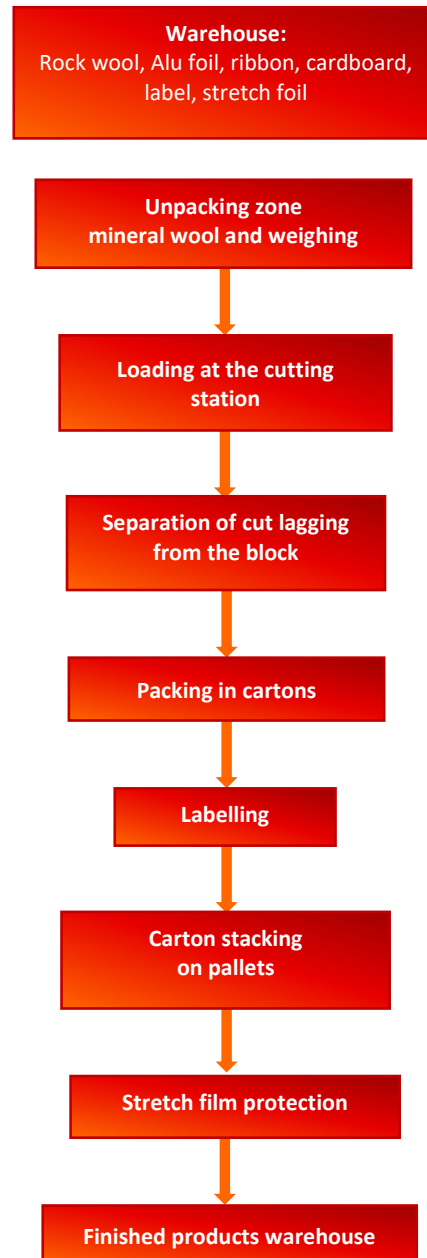 Warehouse:
Rock wool, Alu foil, ribbon, cardboard,
label, stretch foil
Unpacking zone
mineral wool and weighing
Loading at the cutting
station
Separation of cut lagging
from the block
Packing in cartons
Labelling
Carton stacking
on pallets
Stretch film protection
Finished products warehouse